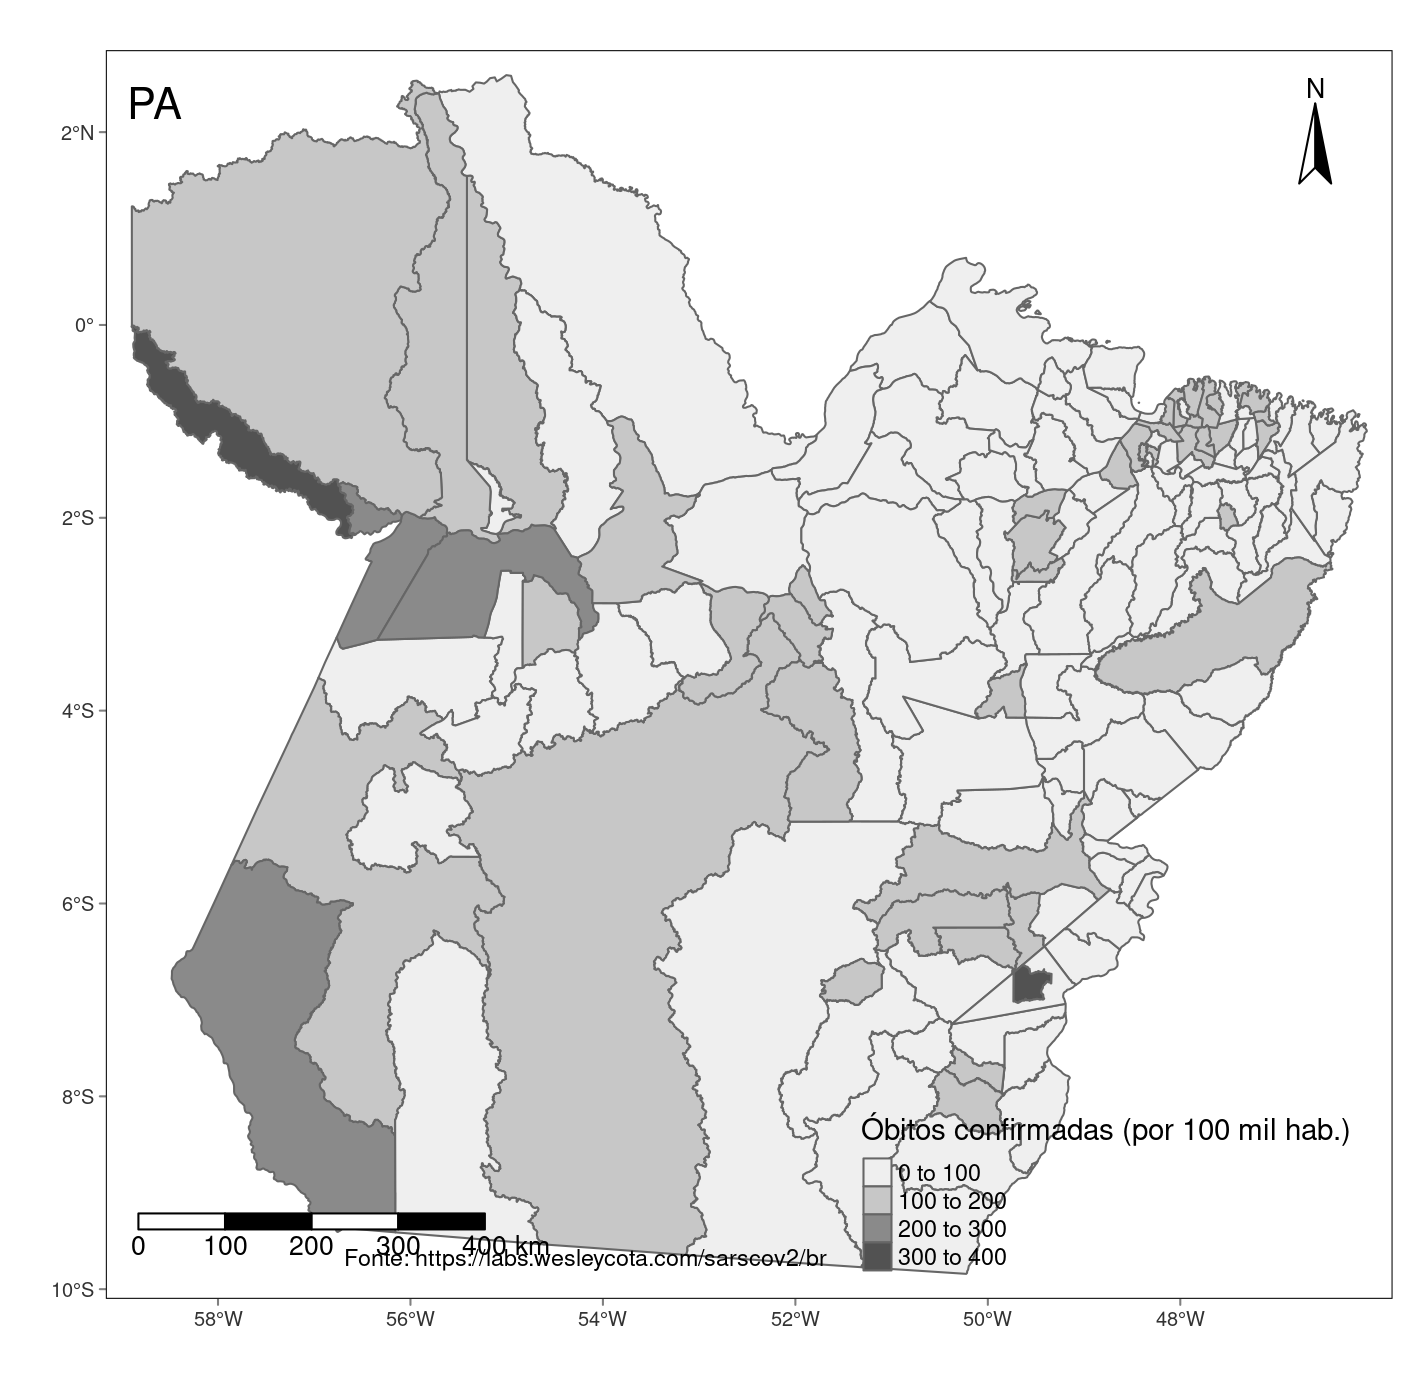 PA
N
2°N
0°
2°S
4°S
6°S
8°S
10°S
Óbitos confirmadas (por 100 mil hab.)
0 to 100
100 to 200
200 to 300
300 to 400
0 100 200 300 400 km
Fonte: https://labs.wesleycota.com/sarscov2/br
58°W 56°W 54°W 52°W 50°W 48°W